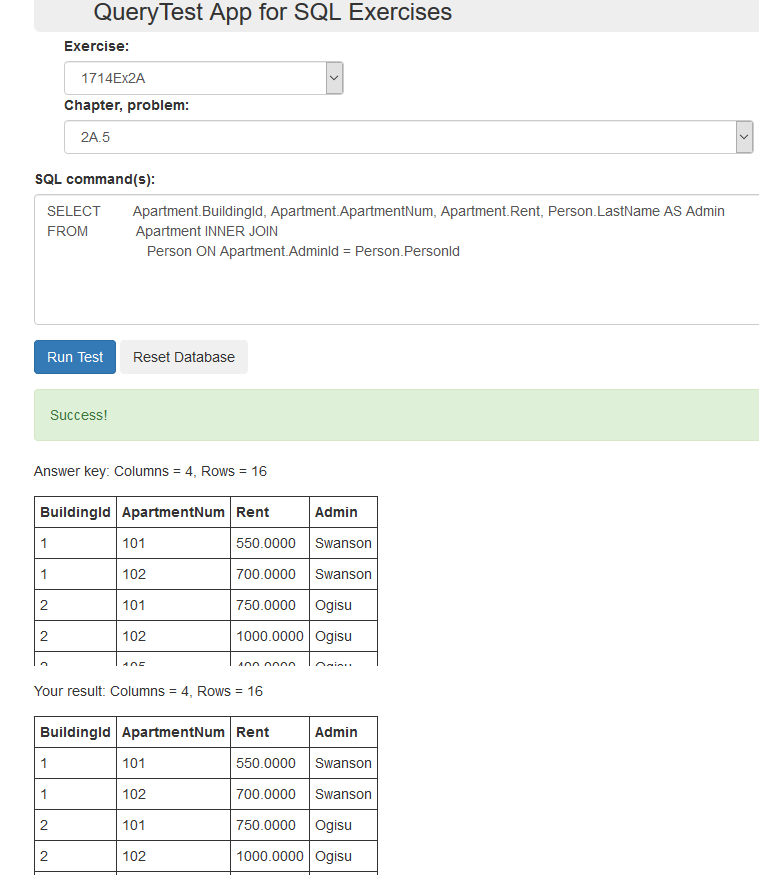 QueryTest App for SQL Exercises
Exercise:
1714Ex2A
Chapter, problem:
2A.5
SQL command(s):
SELECT Apartment.BuildingId, Apartment.ApartmentNum, Apartment.Rent, Person.LastName AS Admin
FROM Apartment INNER JOIN
Person ON Apartment.AdminId = Person.PersonId
Run Test Reset Database
Success!
Answer key: Columns = 4, Rows = 16
BuildingId ApartmentNum Rent Admin
1 101 550.0000 Swanson
1 102 700.0000 Swanson
2 101 750.0000 Ogisu
2 102 1000.0000 Ogisu
Your result: Columns = 4, Rows = 16
BuildingId ApartmentNum Rent Admin
1 101 550.0000 Swanson
1 102 700.0000 Swanson
2 101 750.0000 Ogisu
2 102 1000.0000 Ogisu